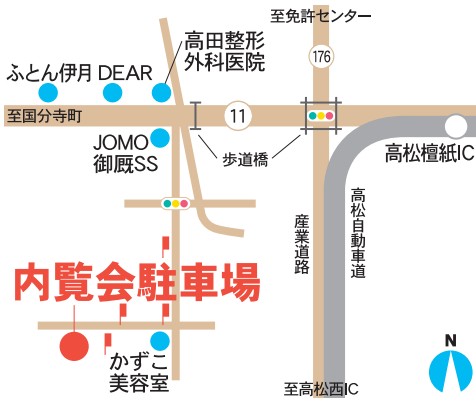 至免許センター
高田整形
外科医院
176
ふとん伊月 DEAR
至国分寺町
11
JOMO
御厩SS
歩道橋
高松檀紙IC
産業道路
高松自動車道
内覧会駐車場
かずこ
美容室
至高松西IC
N